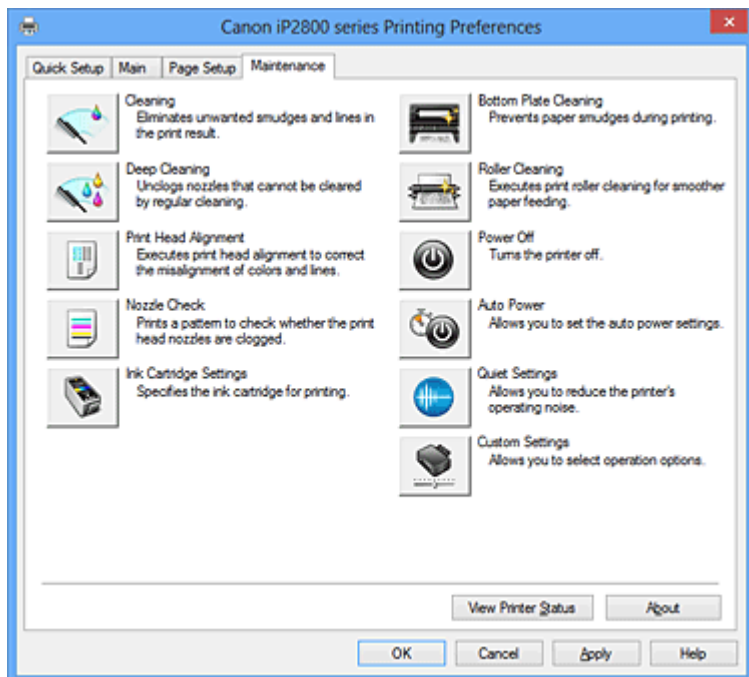 Canon iP2800 series Printing Preferences
Quick Setup
Main
Page Setup
Maintenance
Cleaning
Eliminates unwanted smudges and lines in
the print result.
Deep Cleaning
Unclogs nozzles that cannot be cleared
by regular cleaning.
Print Head Alignment
Executes print head alignment to correct
the misalignment of colors and lines.
Nozzle Check
Prints a pattern to check whether the print
head nozzles are clogged.
Ink Cartridge Settings
Specifies the ink cartridge for printing.
Bottom Plate Cleaning
Prevents paper smudges during printing.
Roller Cleaning
Executes print roller cleaning for smoother
paper feeding.
Power Off
Turns the printer off.
Auto Power
Allows you to set the auto power settings.
Quiet Settings
Allows you to reduce the printer's
operating noise.
Custom Settings
Allows you to select operation options.
View Printer Status
About
OK
Cancel
Apply
Help